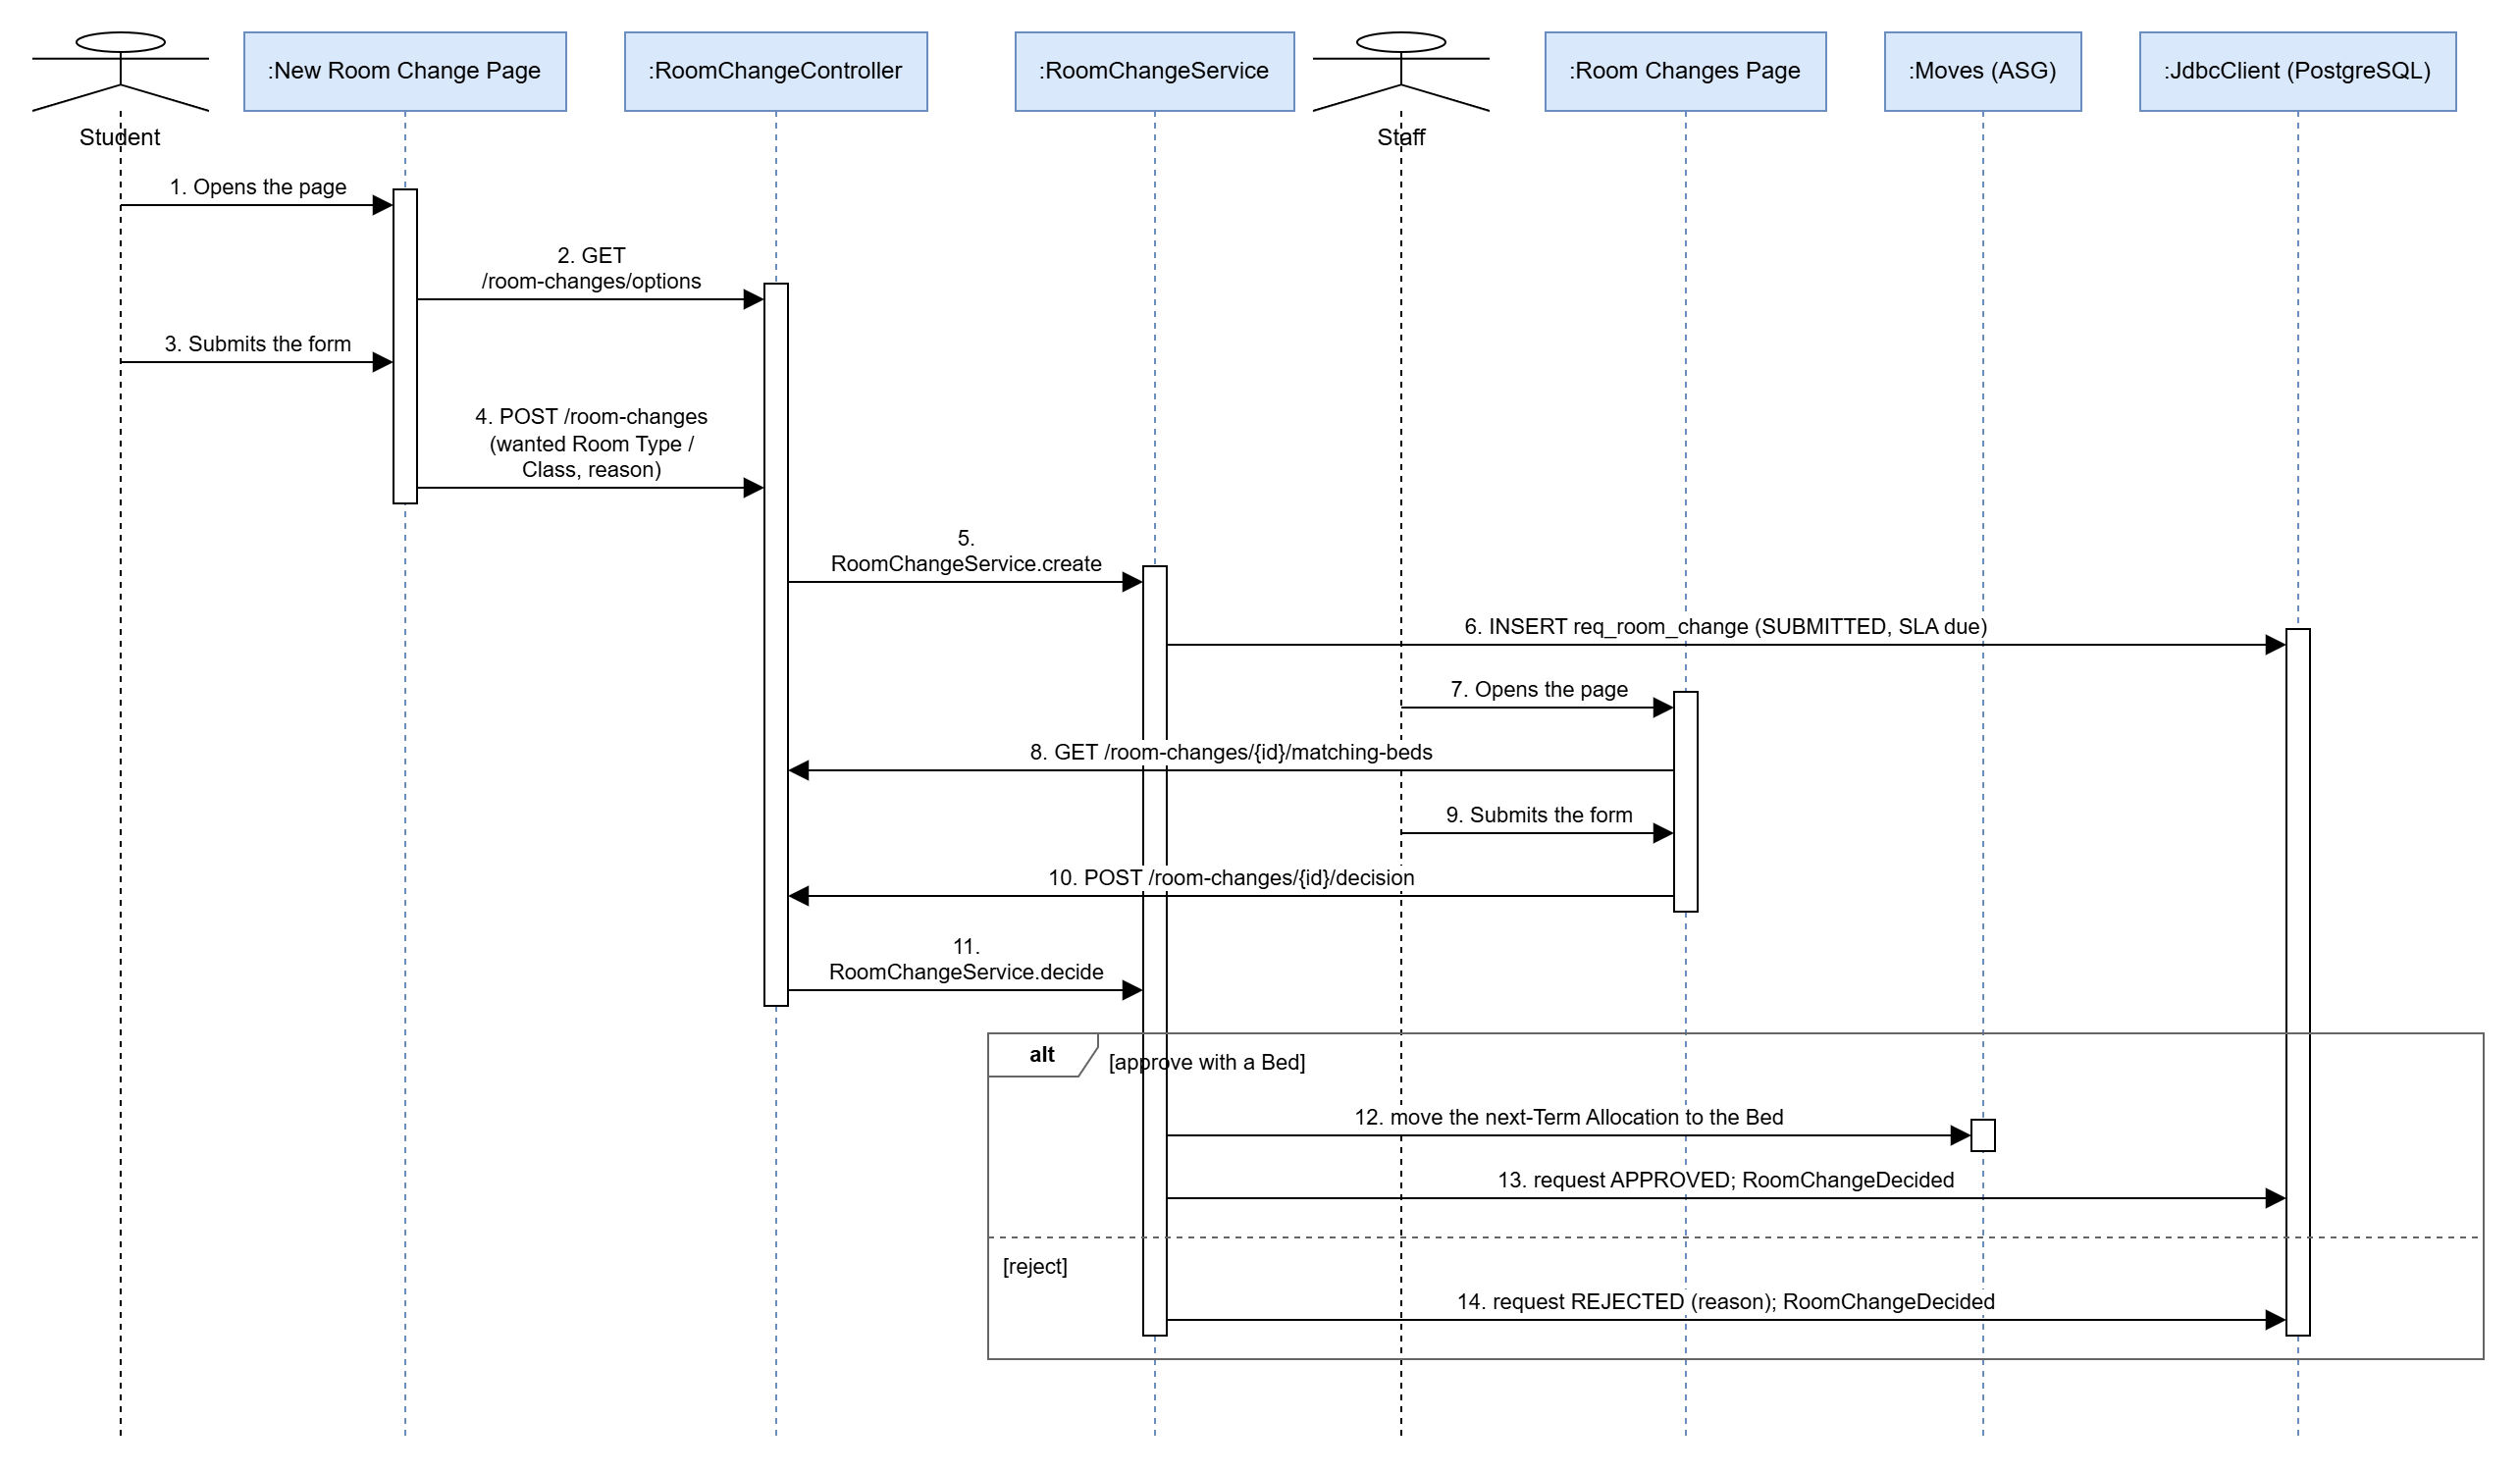 :New Room Change Page
:RoomChangeController
:RoomChangeService
:Room Changes Page
:Moves (ASG)
:JdbcClient (PostgreSQL)
Student
Staff
1. Opens the page
2. GET
/room-changes/options
3. Submits the form
4. POST /room-changes
(wanted Room Type /
Class, reason)
5.
RoomChangeService.create
6. INSERT req_room_change (SUBMITTED, SLA due)
7. Opens the page
8. GET /room-changes/{id}/matching-beds
9. Submits the form
10. POST /room-changes/{id}/decision
11.
RoomChangeService.decide
alt
[approve with a Bed]
12. move the next-Term Allocation to the Bed
13. request APPROVED; RoomChangeDecided
[reject]
14. request REJECTED (reason); RoomChangeDecided